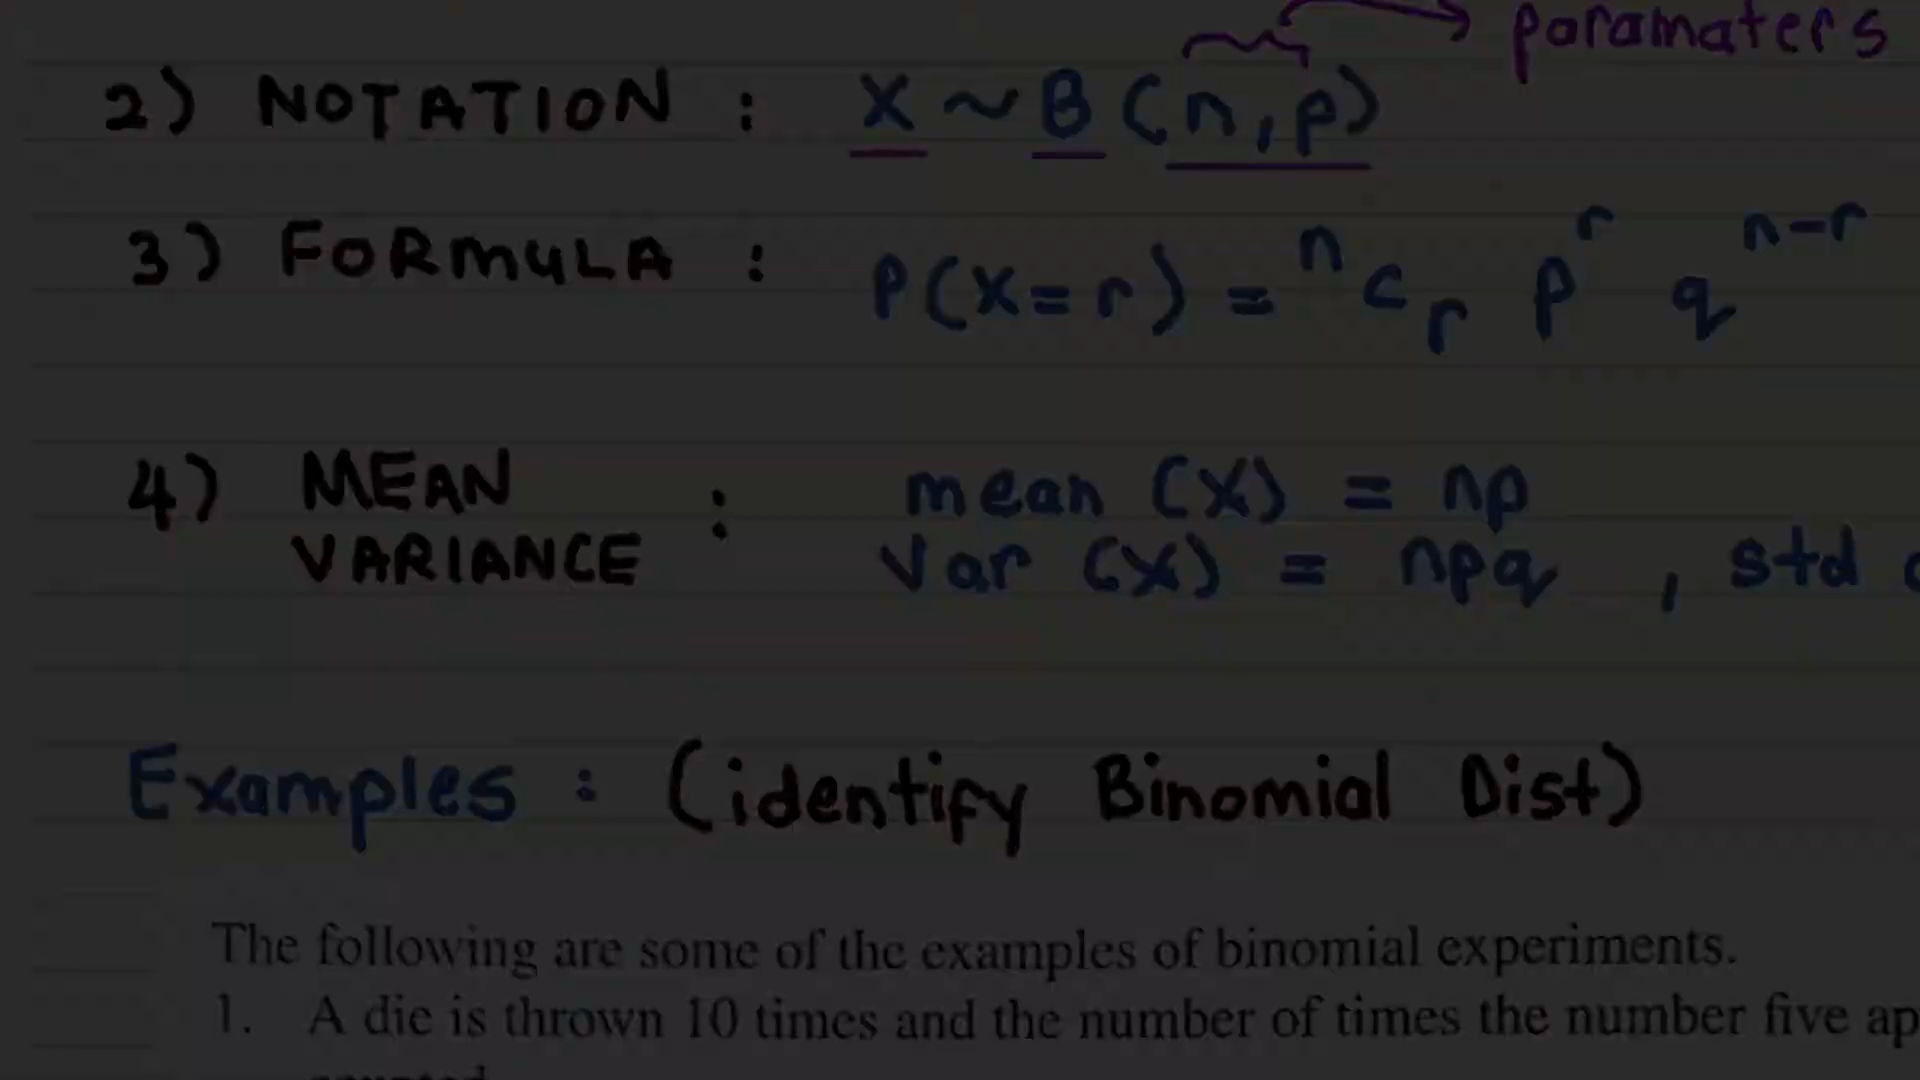 paramaters
2) NOTATION : X ~ B (n,p)
3) FORMULA : P(X=r) = ⁿCᵣ pʳ qⁿ⁻ʳ
4) MEAN : mean (X) = np
VARIANCE Var (X) = npq , std
Examples : (identify Binomial Dist)
The following are some of the examples of binomial experiments.
1. A die is thrown 10 times and the number of times the number five ap